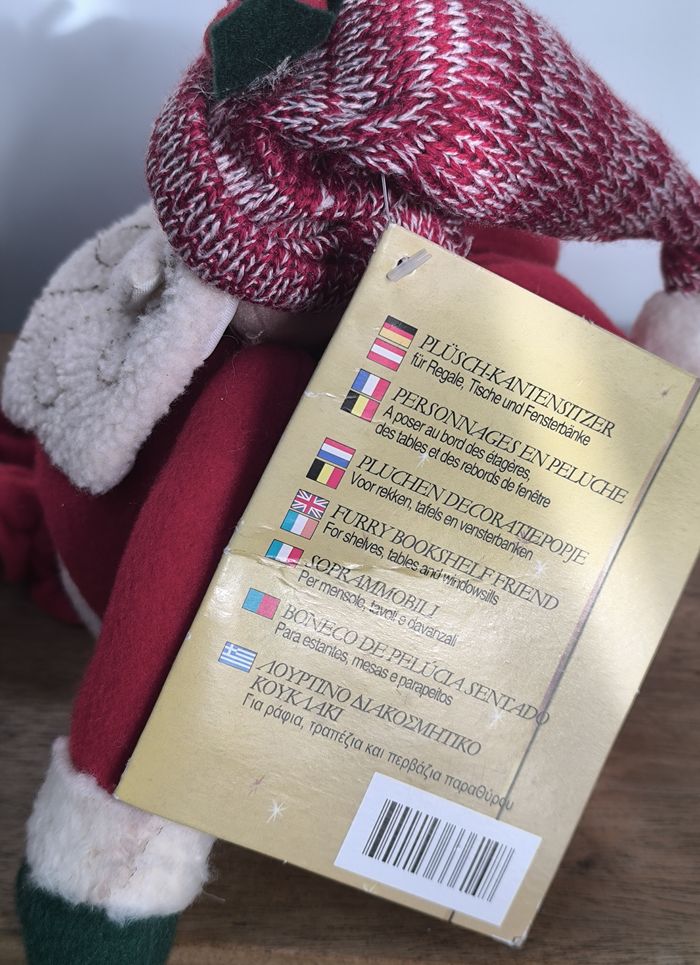 PLÜSCH-KANTENSITZER
für Regale, Tische und Fensterbänke
PERSONNAGES EN PELUCHE
A poser au bord des étagères,
des tables et des rebords de fenêtre
PLUCHEN DECORATIEPOPJE
Voor rekken, tafels en vensterbanken
FURRY BOOKSHELF FRIEND
For shelves, tables and windowsills
SOPRAMMOBILI
Per mensole, tavoli e davanzali
BONECO DE PELÚCIA SENTADO
Para estantes, mesas e parapeitos
ΛΟΥΡΤΙΝΟ ΔΙΑΚΟΣΜΗΤΙΚΟ
ΚΟΥΚΛΑΚΙ
Για ράφια, τραπέζια και περβάζια παραθύρου